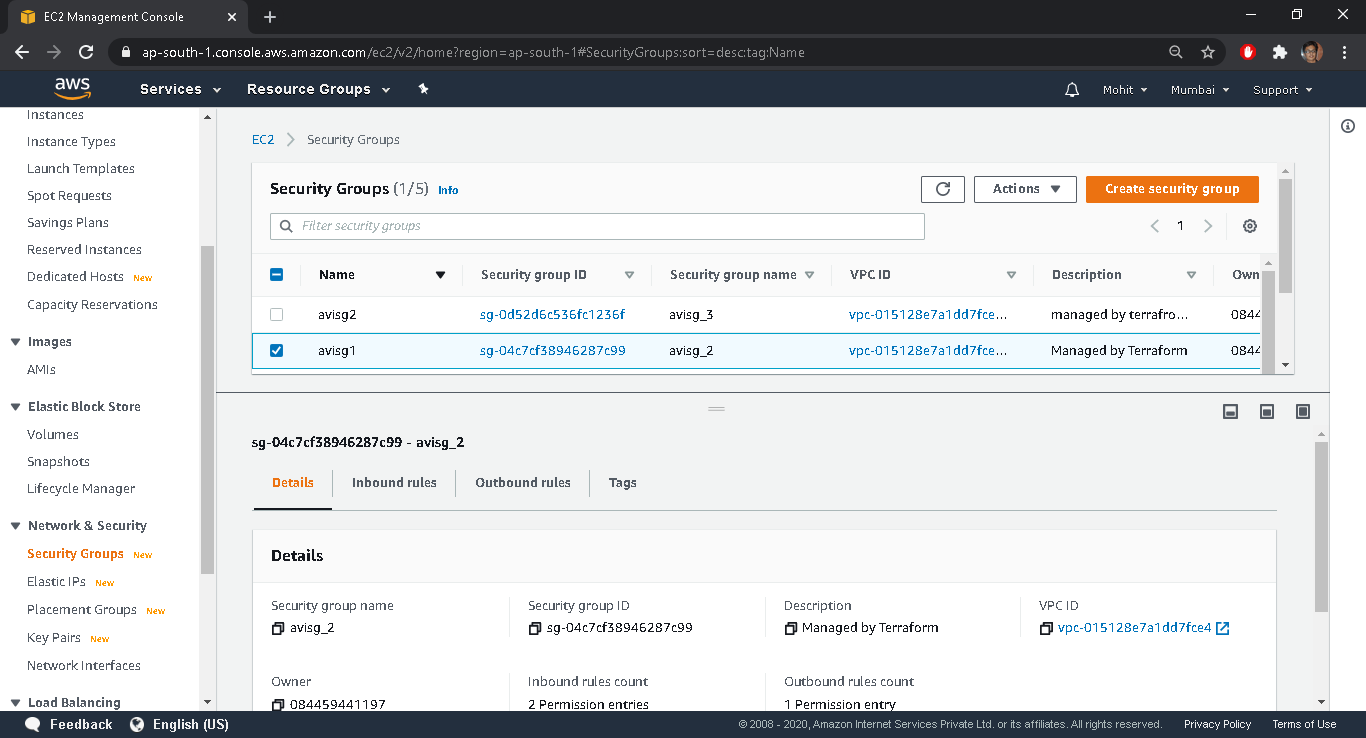 EC2 Management Console
ap-south-1.console.aws.amazon.com/ec2/v2/home?region=ap-south-1#SecurityGroups:sort=desc:tag:Name
aws Services Resource Groups Mohit Mumbai Support
Instances
Instance Types
Launch Templates
Spot Requests
Savings Plans
Reserved Instances
Dedicated Hosts New
Capacity Reservations
Images
AMIs
Elastic Block Store
Volumes
Snapshots
Lifecycle Manager
Network & Security
Security Groups New
Elastic IPs New
Placement Groups New
Key Pairs New
Network Interfaces
Load Balancing
EC2 Security Groups
Security Groups (1/5) Info Actions Create security group
Filter security groups 1
Name Security group ID Security group name VPC ID Description Own
avisg2 sg-0d52d6c536fc1236f avisg_3 vpc-015128e7a1dd7fce... managed by terrafro... 0844
avisg1 sg-04c7cf38946287c99 avisg_2 vpc-015128e7a1dd7fce... Managed by Terraform 0844
sg-04c7cf38946287c99 - avisg_2
Details Inbound rules Outbound rules Tags
Details
Security group name Security group ID Description VPC ID
avisg_2 sg-04c7cf38946287c99 Managed by Terraform vpc-015128e7a1dd7fce4
Owner Inbound rules count Outbound rules count
084459441197 2 Permission entries 1 Permission entry
Feedback English (US) © 2008 - 2020, Amazon Internet Services Private Ltd. or its affiliates. All rights reserved. Privacy Policy Terms of Use